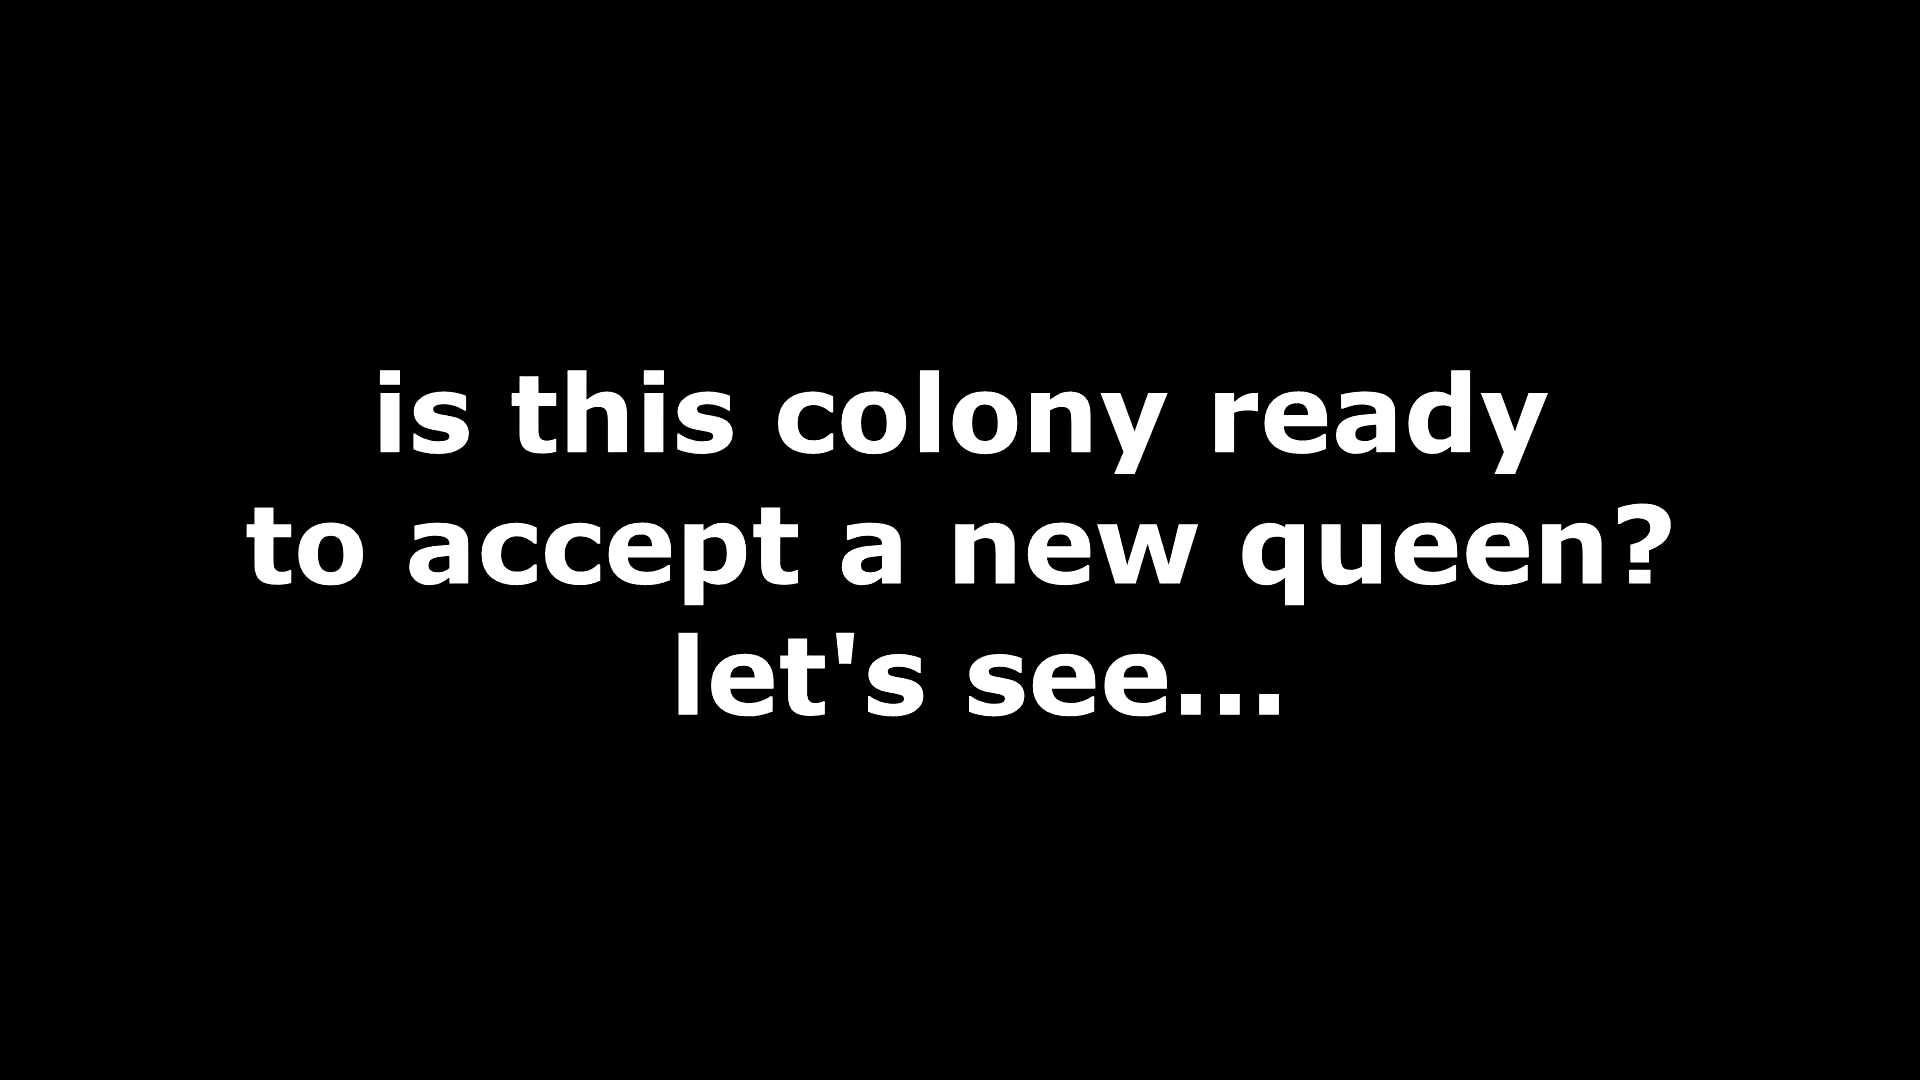 is this colony ready
to accept a new queen?
let's see...